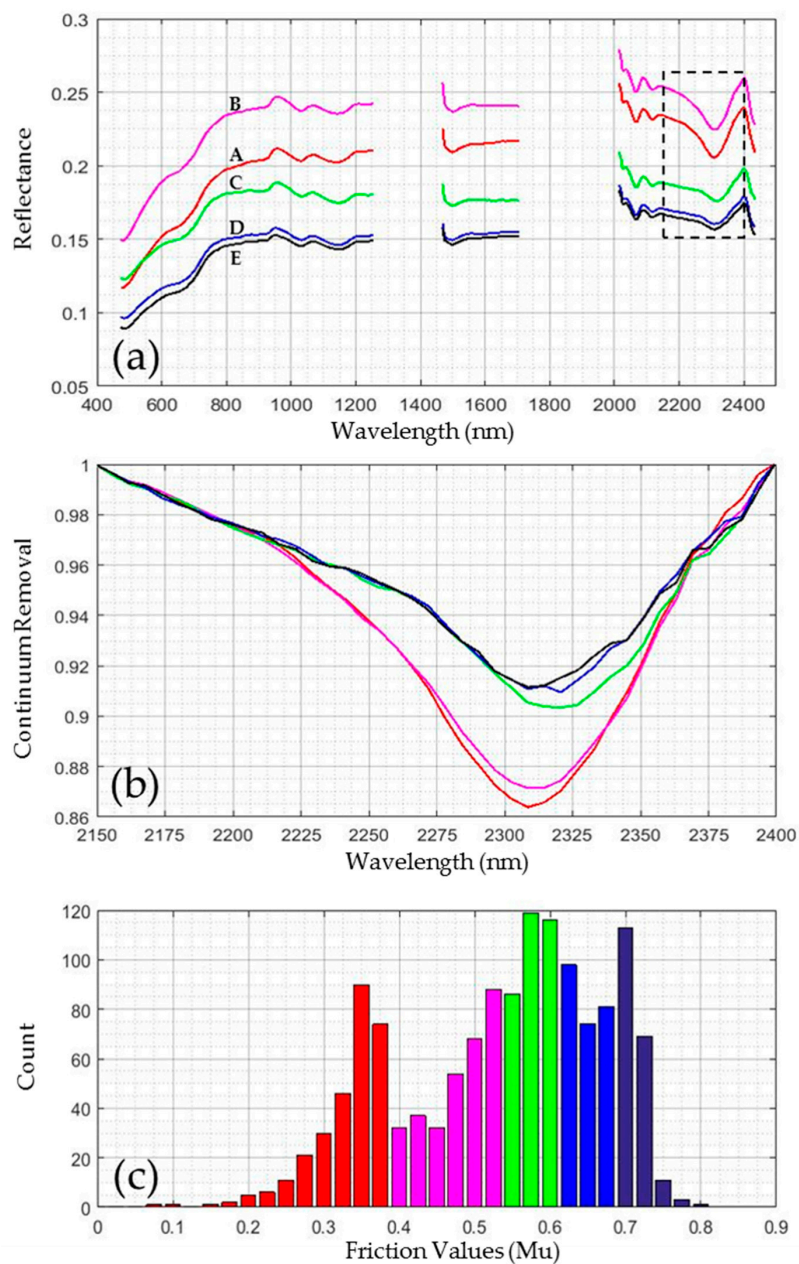 0.3
0.25
0.2
0.15
0.1
0.05
Reflectance
B
A
C
D
E
(a)
400 600 800 1000 1200 1400 1600 1800 2000 2200 2400
Wavelength (nm)
1
0.98
0.96
0.94
0.92
0.9
0.88
0.86
Continuum Removal
(b)
2150 2175 2200 2225 2250 2275 2300 2325 2350 2375 2400
Wavelength (nm)
120
100
80
60
40
20
0
Count
(c)
0 0.1 0.2 0.3 0.4 0.5 0.6 0.7 0.8 0.9
Friction Values (Mu)